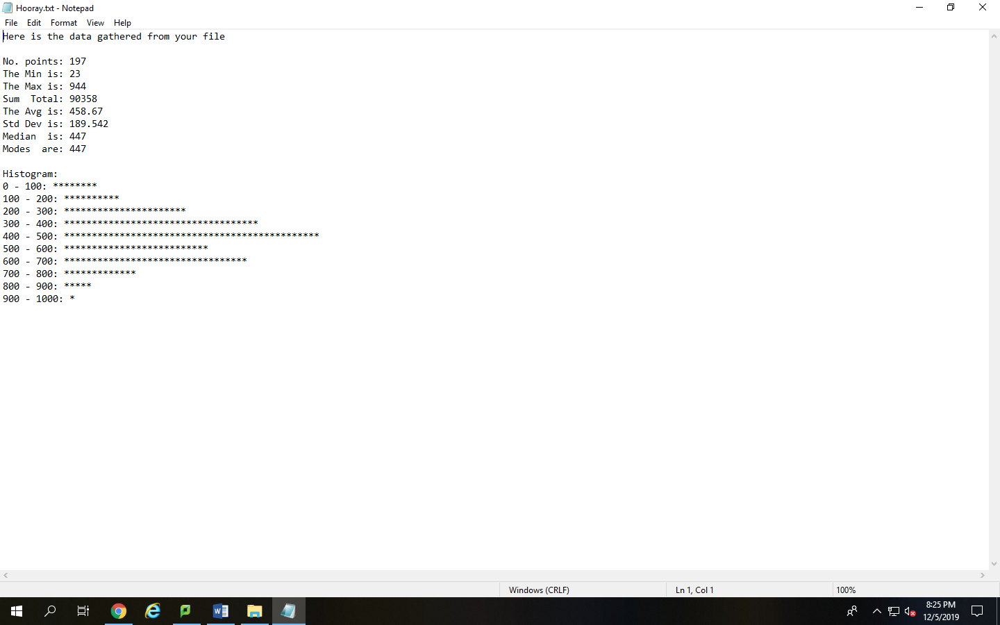 Hooray.txt - Notepad
File Edit Format View Help
Here is the data gathered from your file
No. points: 197
The Min is: 23
The Max is: 944
Sum  Total: 90358
The Avg is: 458.67
Std Dev is: 189.542
Median  is: 447
Modes  are: 447
Histogram:
0 - 100: ********
100 - 200: **********
200 - 300: **********************
300 - 400: ***********************************
400 - 500: **********************************************
500 - 600: **************************
600 - 700: *********************************
700 - 800: *************
800 - 900: *****
900 - 1000: *
Windows (CRLF) Ln 1, Col 1 100%
8:25 PM
12/5/2019